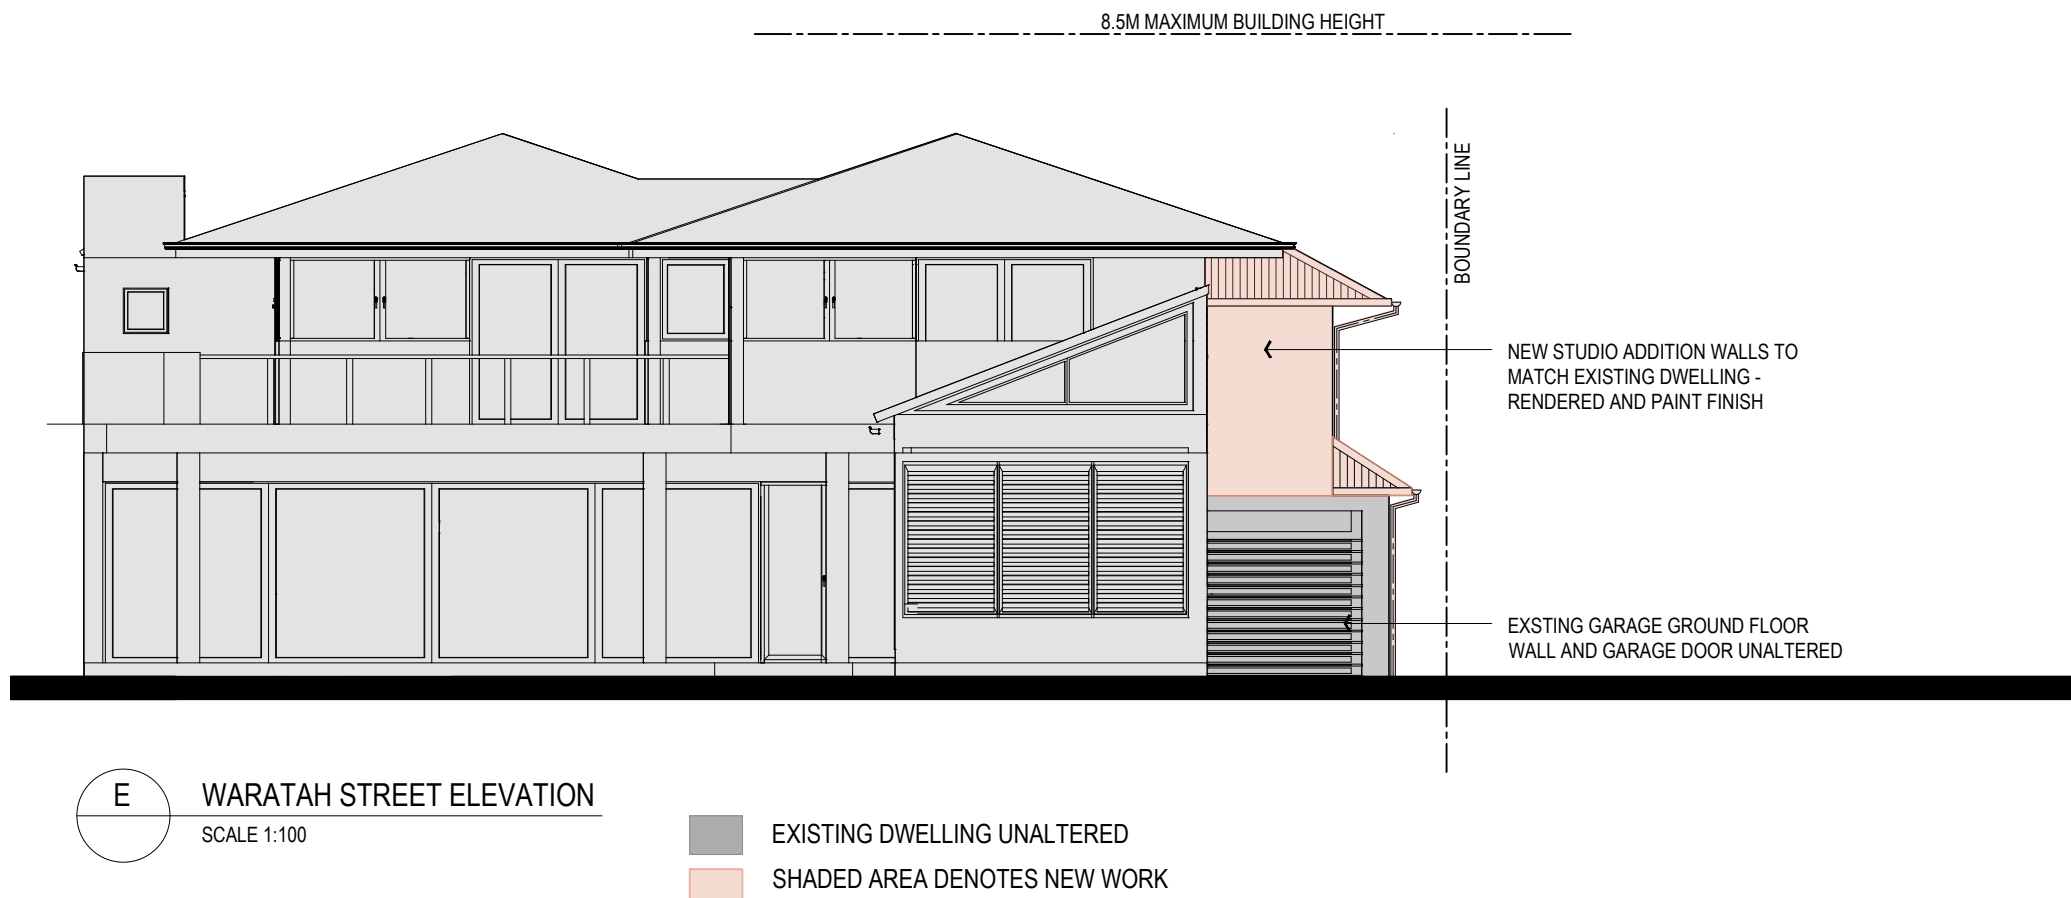 8.5M MAXIMUM BUILDING HEIGHT
BOUNDARY LINE
NEW STUDIO ADDITION WALLS TO
MATCH EXISTING DWELLING -
RENDERED AND PAINT FINISH
EXSTING GARAGE GROUND FLOOR
WALL AND GARAGE DOOR UNALTERED
E
WARATAH STREET ELEVATION
SCALE 1:100
EXISTING DWELLING UNALTERED
SHADED AREA DENOTES NEW WORK